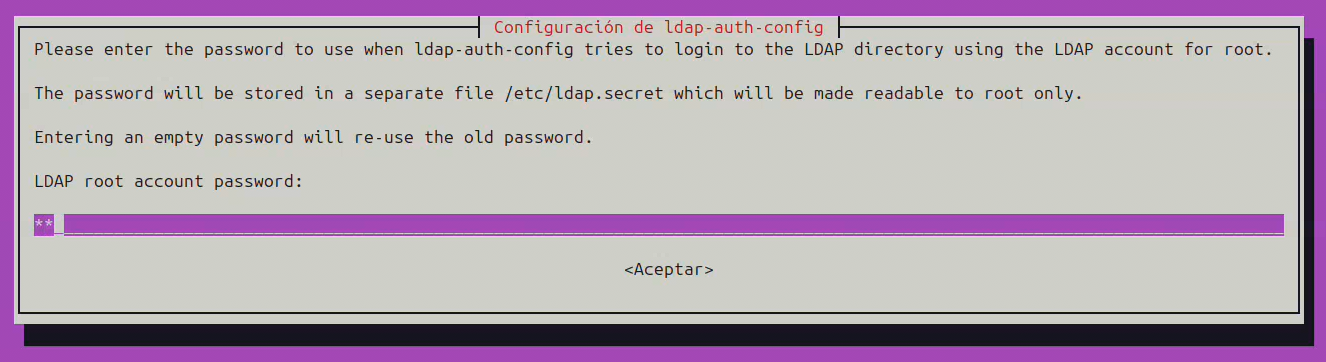 Configuración de ldap-auth-config
Please enter the password to use when ldap-auth-config tries to login to the LDAP directory using the LDAP account for root.
The password will be stored in a separate file /etc/ldap.secret which will be made readable to root only.
Entering an empty password will re-use the old password.
LDAP root account password:
**
<Aceptar>